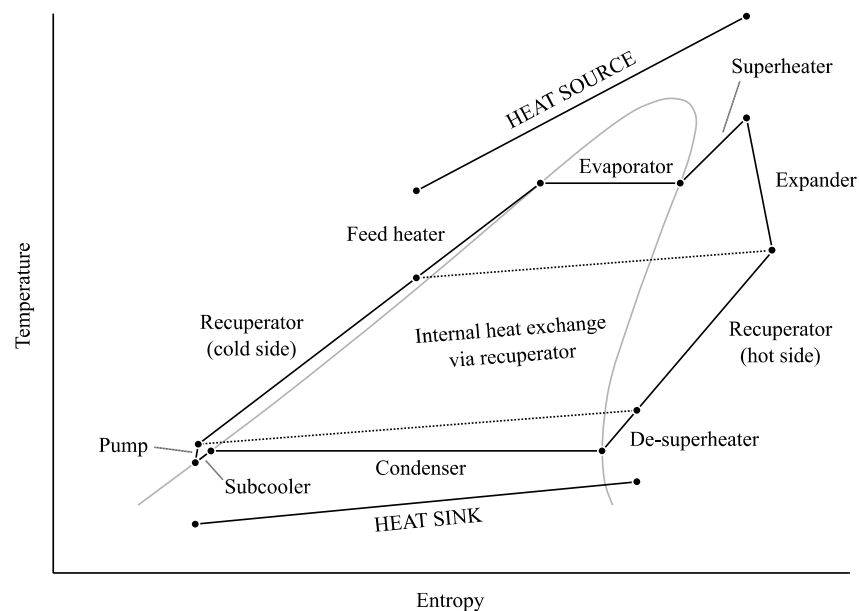 Superheater
HEAT SOURCE
Evaporator
Expander
Feed heater
Temperature
Recuperator
(cold side)
Internal heat exchange
via recuperator
Recuperator
(hot side)
Pump
De-superheater
Condenser
Subcooler
HEAT SINK
Entropy